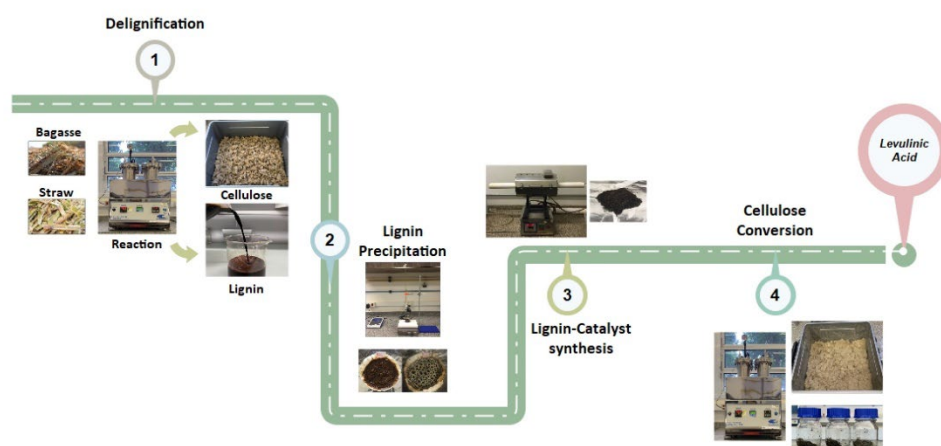 Delignification
1
Bagasse
Straw
Reaction
Cellulose
Lignin
2
Lignin
Precipitation
3
Lignin-Catalyst
synthesis
Cellulose
Conversion
4
Levulinic
Acid